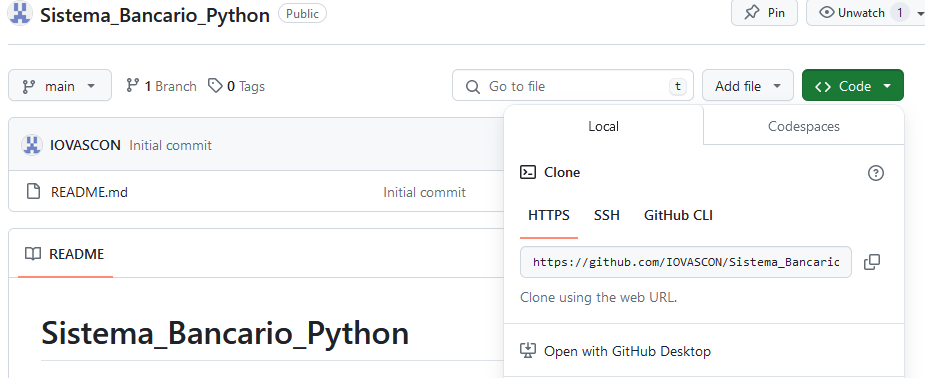 Sistema_Bancario_Python Public Pin Unwatch 1
main 1 Branch 0 Tags Go to file t Add file Code
Local Codespaces
IOVASCON Initial commit
Clone
README.md Initial commit
HTTPS SSH GitHub CLI
README
https://github.com/IOVASCON/Sistema_Bancaric
Clone using the web URL.
Sistema_Bancario_Python
Open with GitHub Desktop